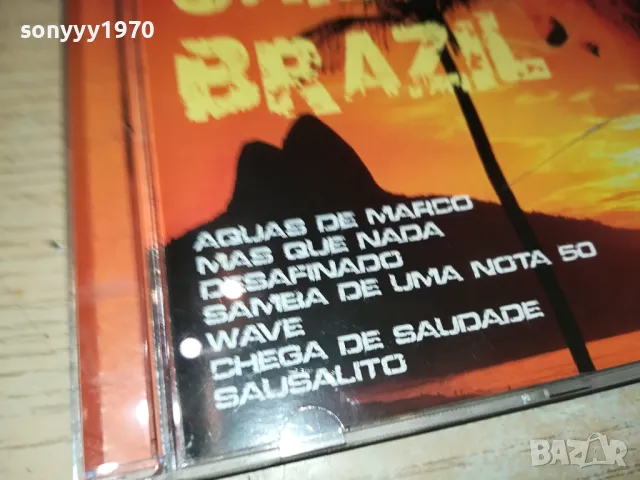 sonyyy1970
BRAZIL
AQUAS DE MARCO
MAS QUE NADA
DESAFINADO
SAMBA DE UMA NOTA 50
WAVE
CHEGA DE SAUDADE
SAUSALITO
BAZAR